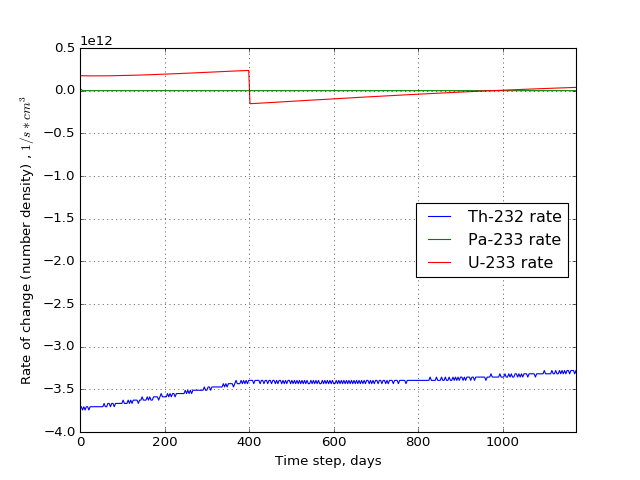 1e12
0.5
0.0
−0.5
−1.0
−1.5
−2.0
−2.5
−3.0
−3.5
−4.0
Rate of change (number density) , 1/s ∗ cm³
Th-232 rate
Pa-233 rate
U-233 rate
0 200 400 600 800 1000
Time step, days